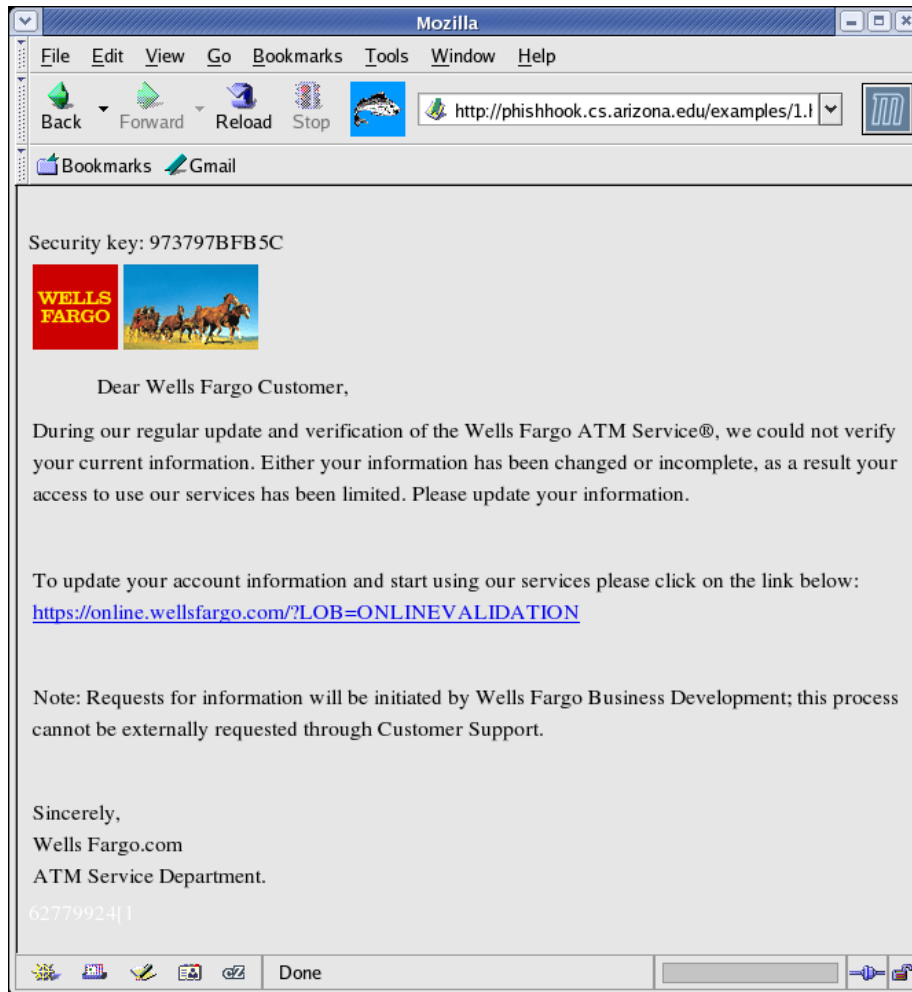 Mozilla
File Edit View Go Bookmarks Tools Window Help
Back Forward Reload Stop http://phishhook.cs.arizona.edu/examples/1.
Bookmarks Gmail
Security key: 973797BFB5C
WELLS
FARGO
Dear Wells Fargo Customer,
During our regular update and verification of the Wells Fargo ATM Service®, we could not verify
your current information. Either your information has been changed or incomplete, as a result your
access to use our services has been limited. Please update your information.
To update your account information and start using our services please click on the link below:
https://online.wellsfargo.com/?LOB=ONLINEVALIDATION
Note: Requests for information will be initiated by Wells Fargo Business Development; this process
cannot be externally requested through Customer Support.
Sincerely,
Wells Fargo.com
ATM Service Department.
62779924[1
Done